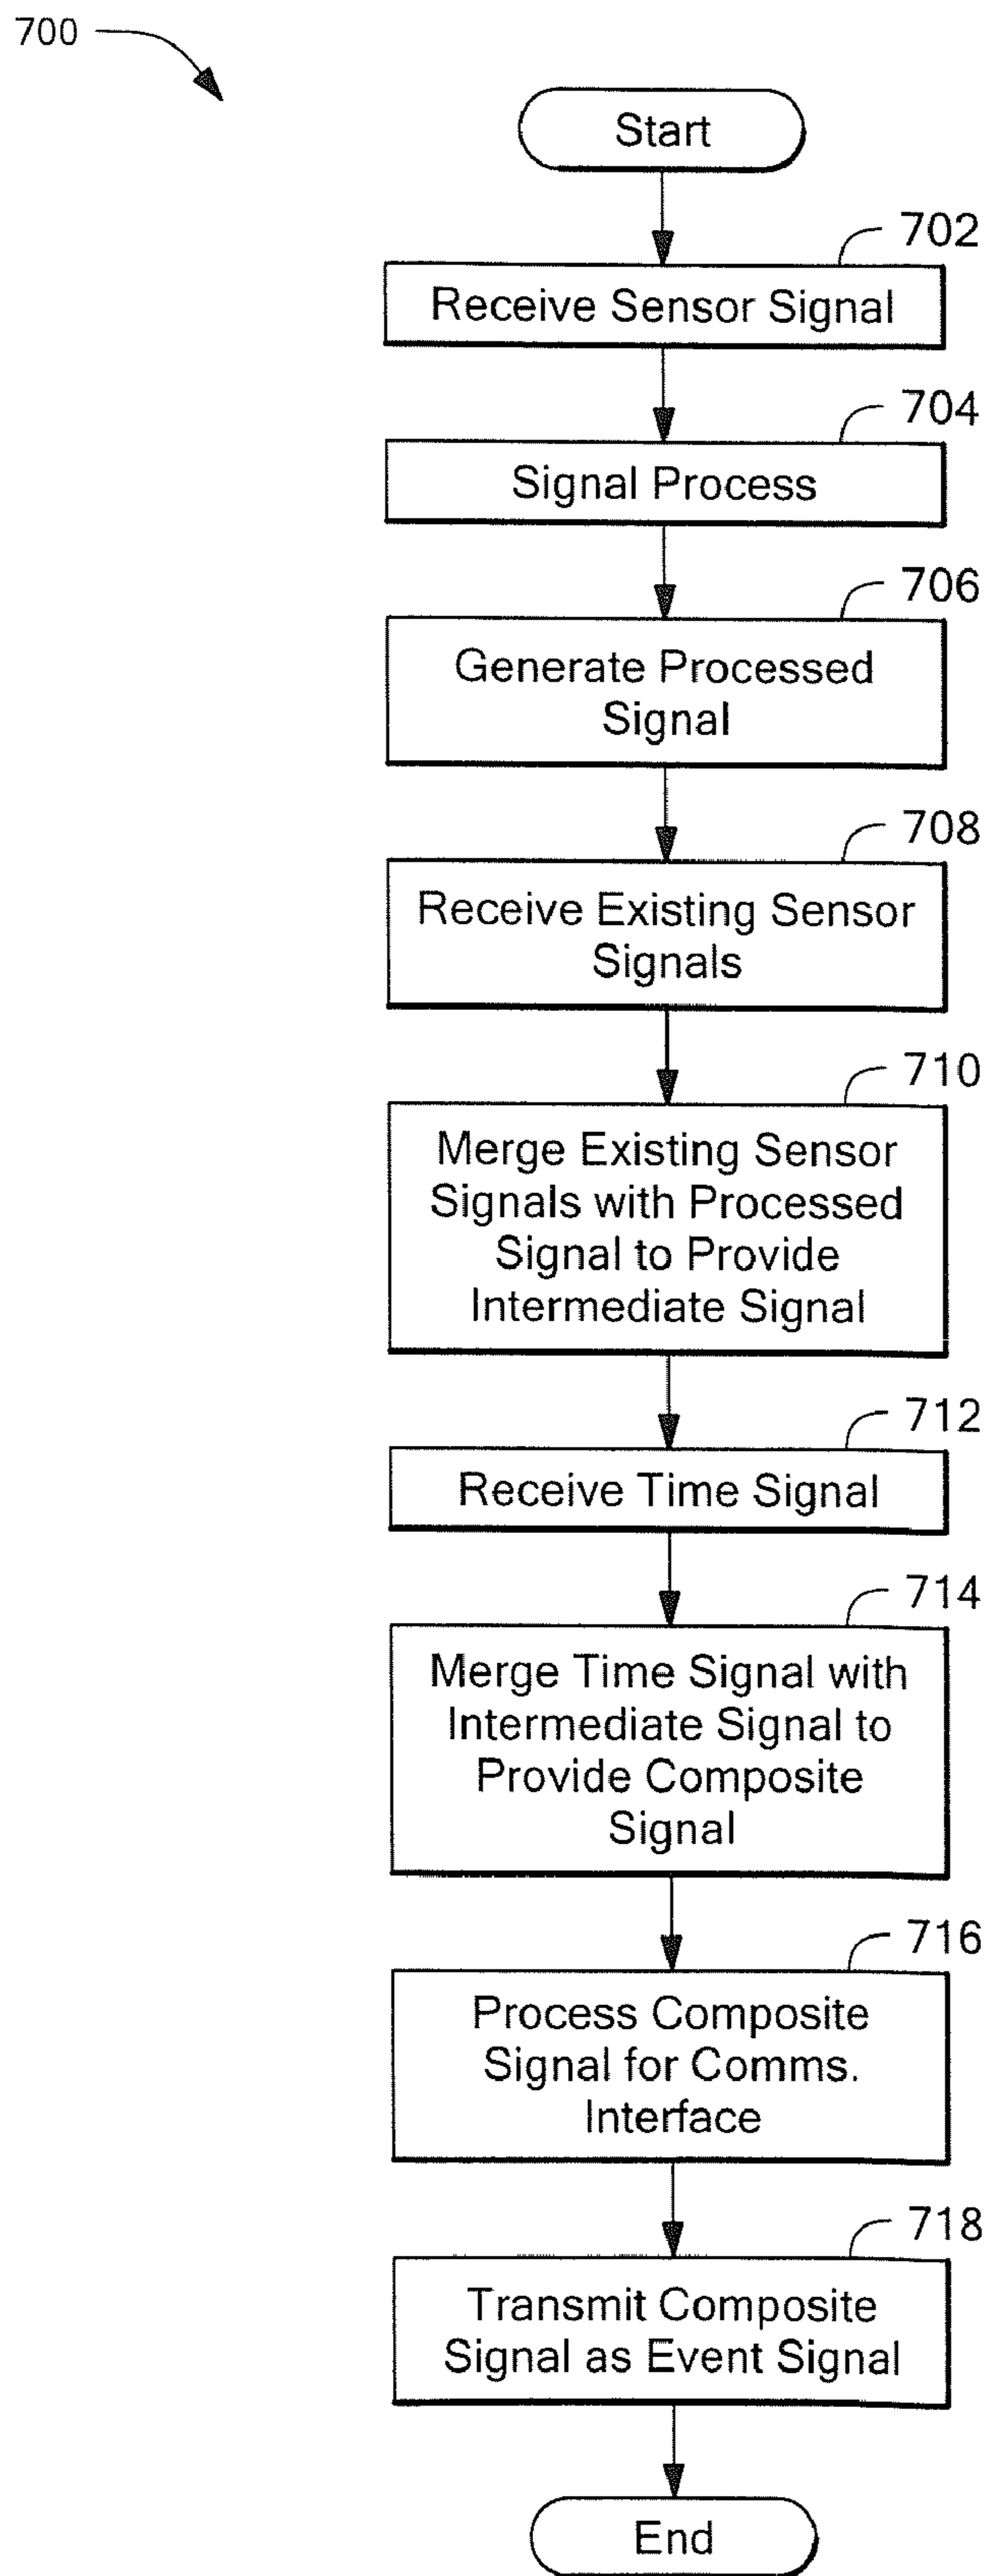 700
Start
702
Receive Sensor Signal
704
Signal Process
706
Generate Processed
Signal
708
Receive Existing Sensor
Signals
710
Merge Existing Sensor
Signals with Processed
Signal to Provide
Intermediate Signal
712
Receive Time Signal
714
Merge Time Signal with
Intermediate Signal to
Provide Composite
Signal
716
Process Composite
Signal for Comms.
Interface
718
Transmit Composite
Signal as Event Signal
End